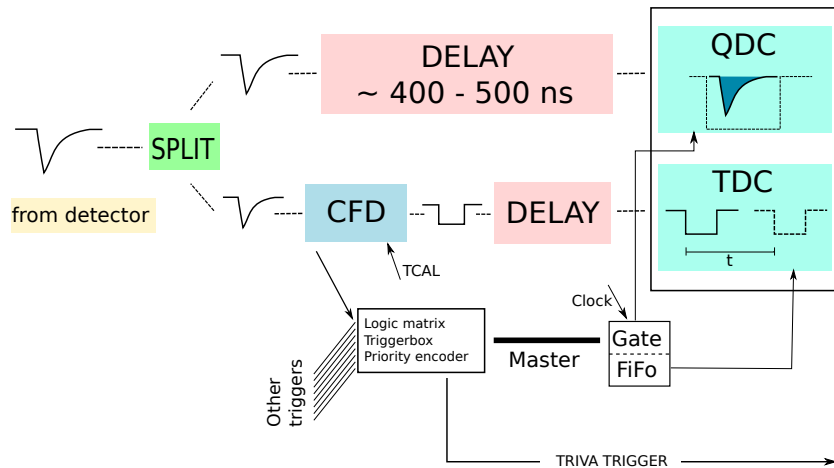 DELAY
~ 400 - 500 ns
QDC
SPLIT
from detector
CFD
DELAY
TDC
t
TCAL
Clock
Logic matrix
Triggerbox
Priority encoder
Other
triggers
Master
Gate
FiFo
TRIVA TRIGGER